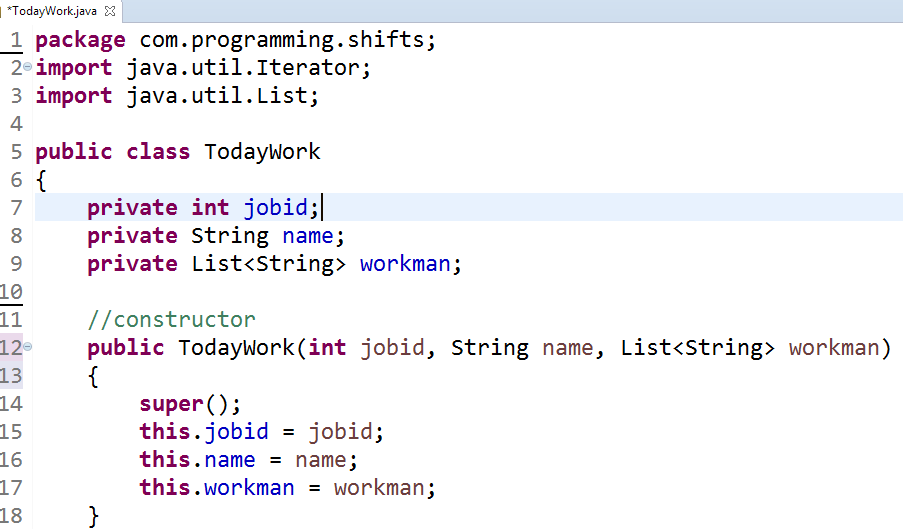 *TodayWork.java
1 package com.programming.shifts;
2 import java.util.Iterator;
3 import java.util.List;
4
5 public class TodayWork
6 {
7 private int jobid;
8 private String name;
9 private List<String> workman;
10
11 //constructor
12 public TodayWork(int jobid, String name, List<String> workman)
13 {
14 super();
15 this.jobid = jobid;
16 this.name = name;
17 this.workman = workman;
18 }